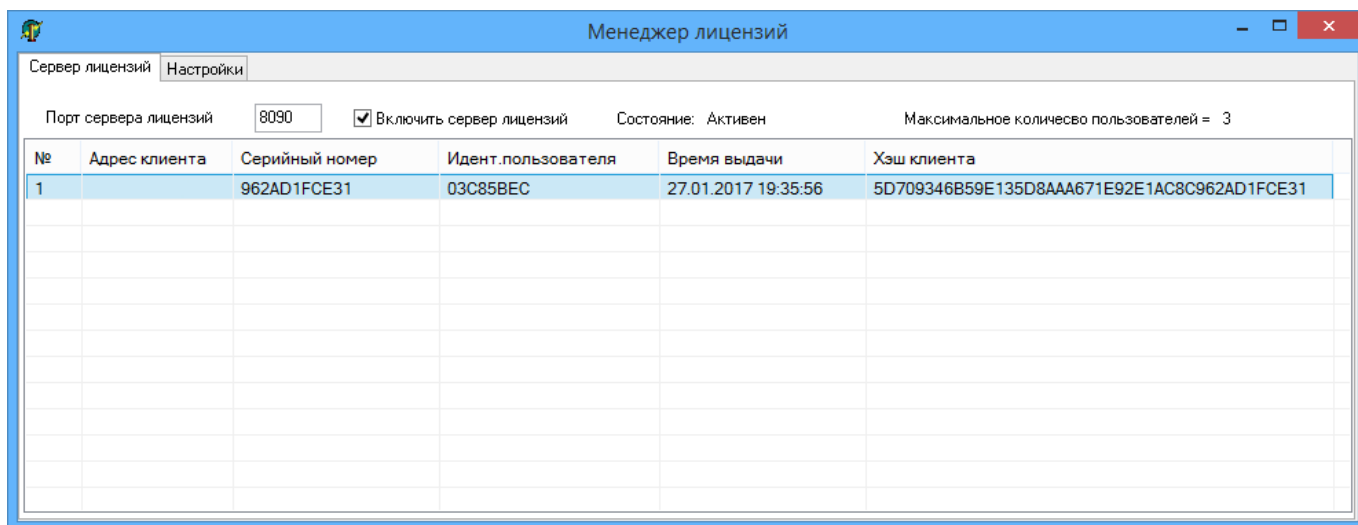 Менеджер лицензий
Сервер лицензий Настройки
Порт сервера лицензий 8090 Включить сервер лицензий Состояние: Активен Максимальное количесво пользователей = 3
№ Адрес клиента Серийный номер Идент.пользователя Время выдачи Хэш клиента
1 962AD1FCE31 03C85BEC 27.01.2017 19:35:56 5D709346B59E135D8AAA671E92E1AC8C962AD1FCE31